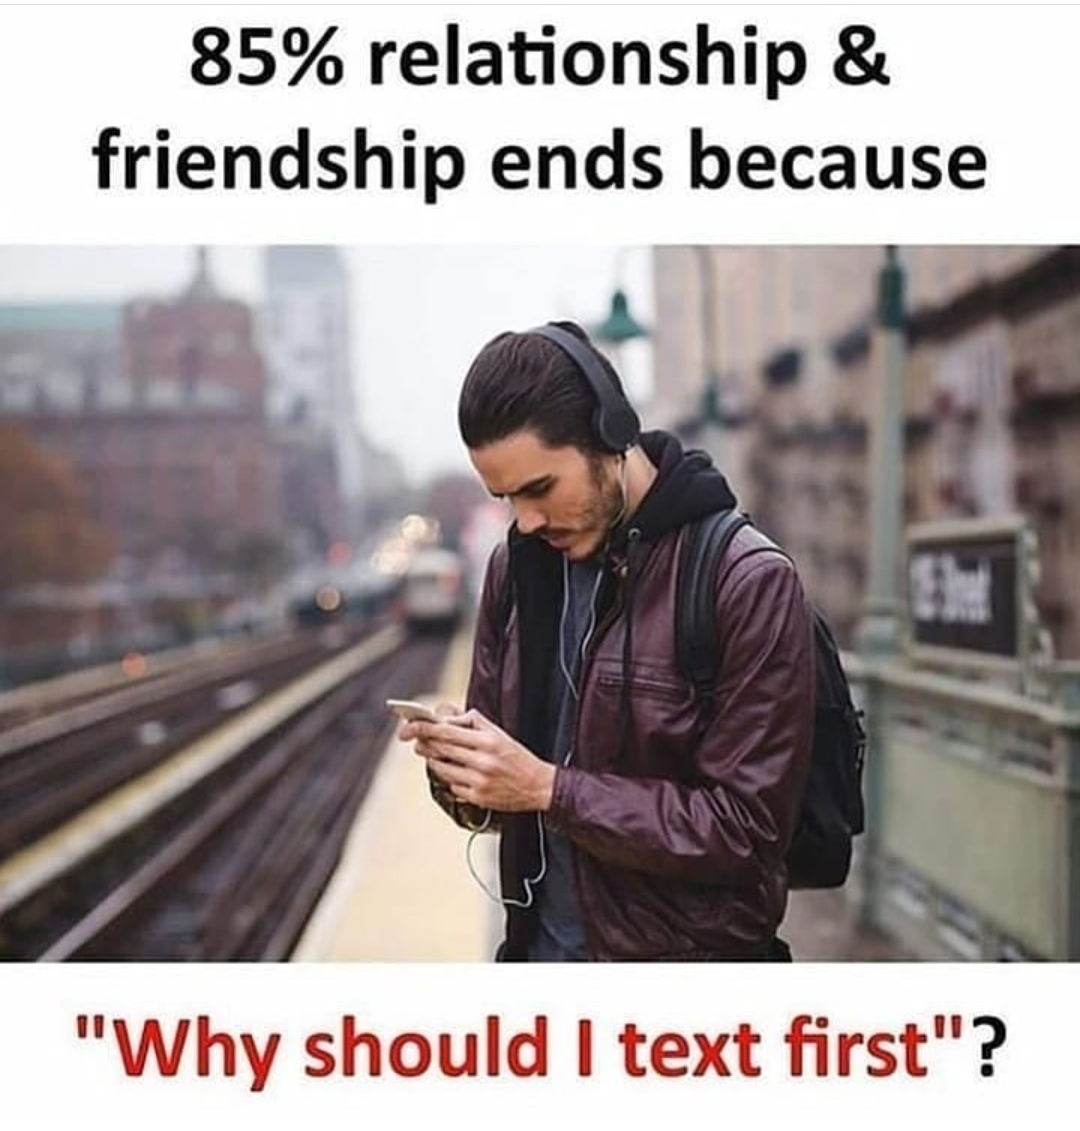 85% relationship &
friendship ends because
"Why should I text first"?